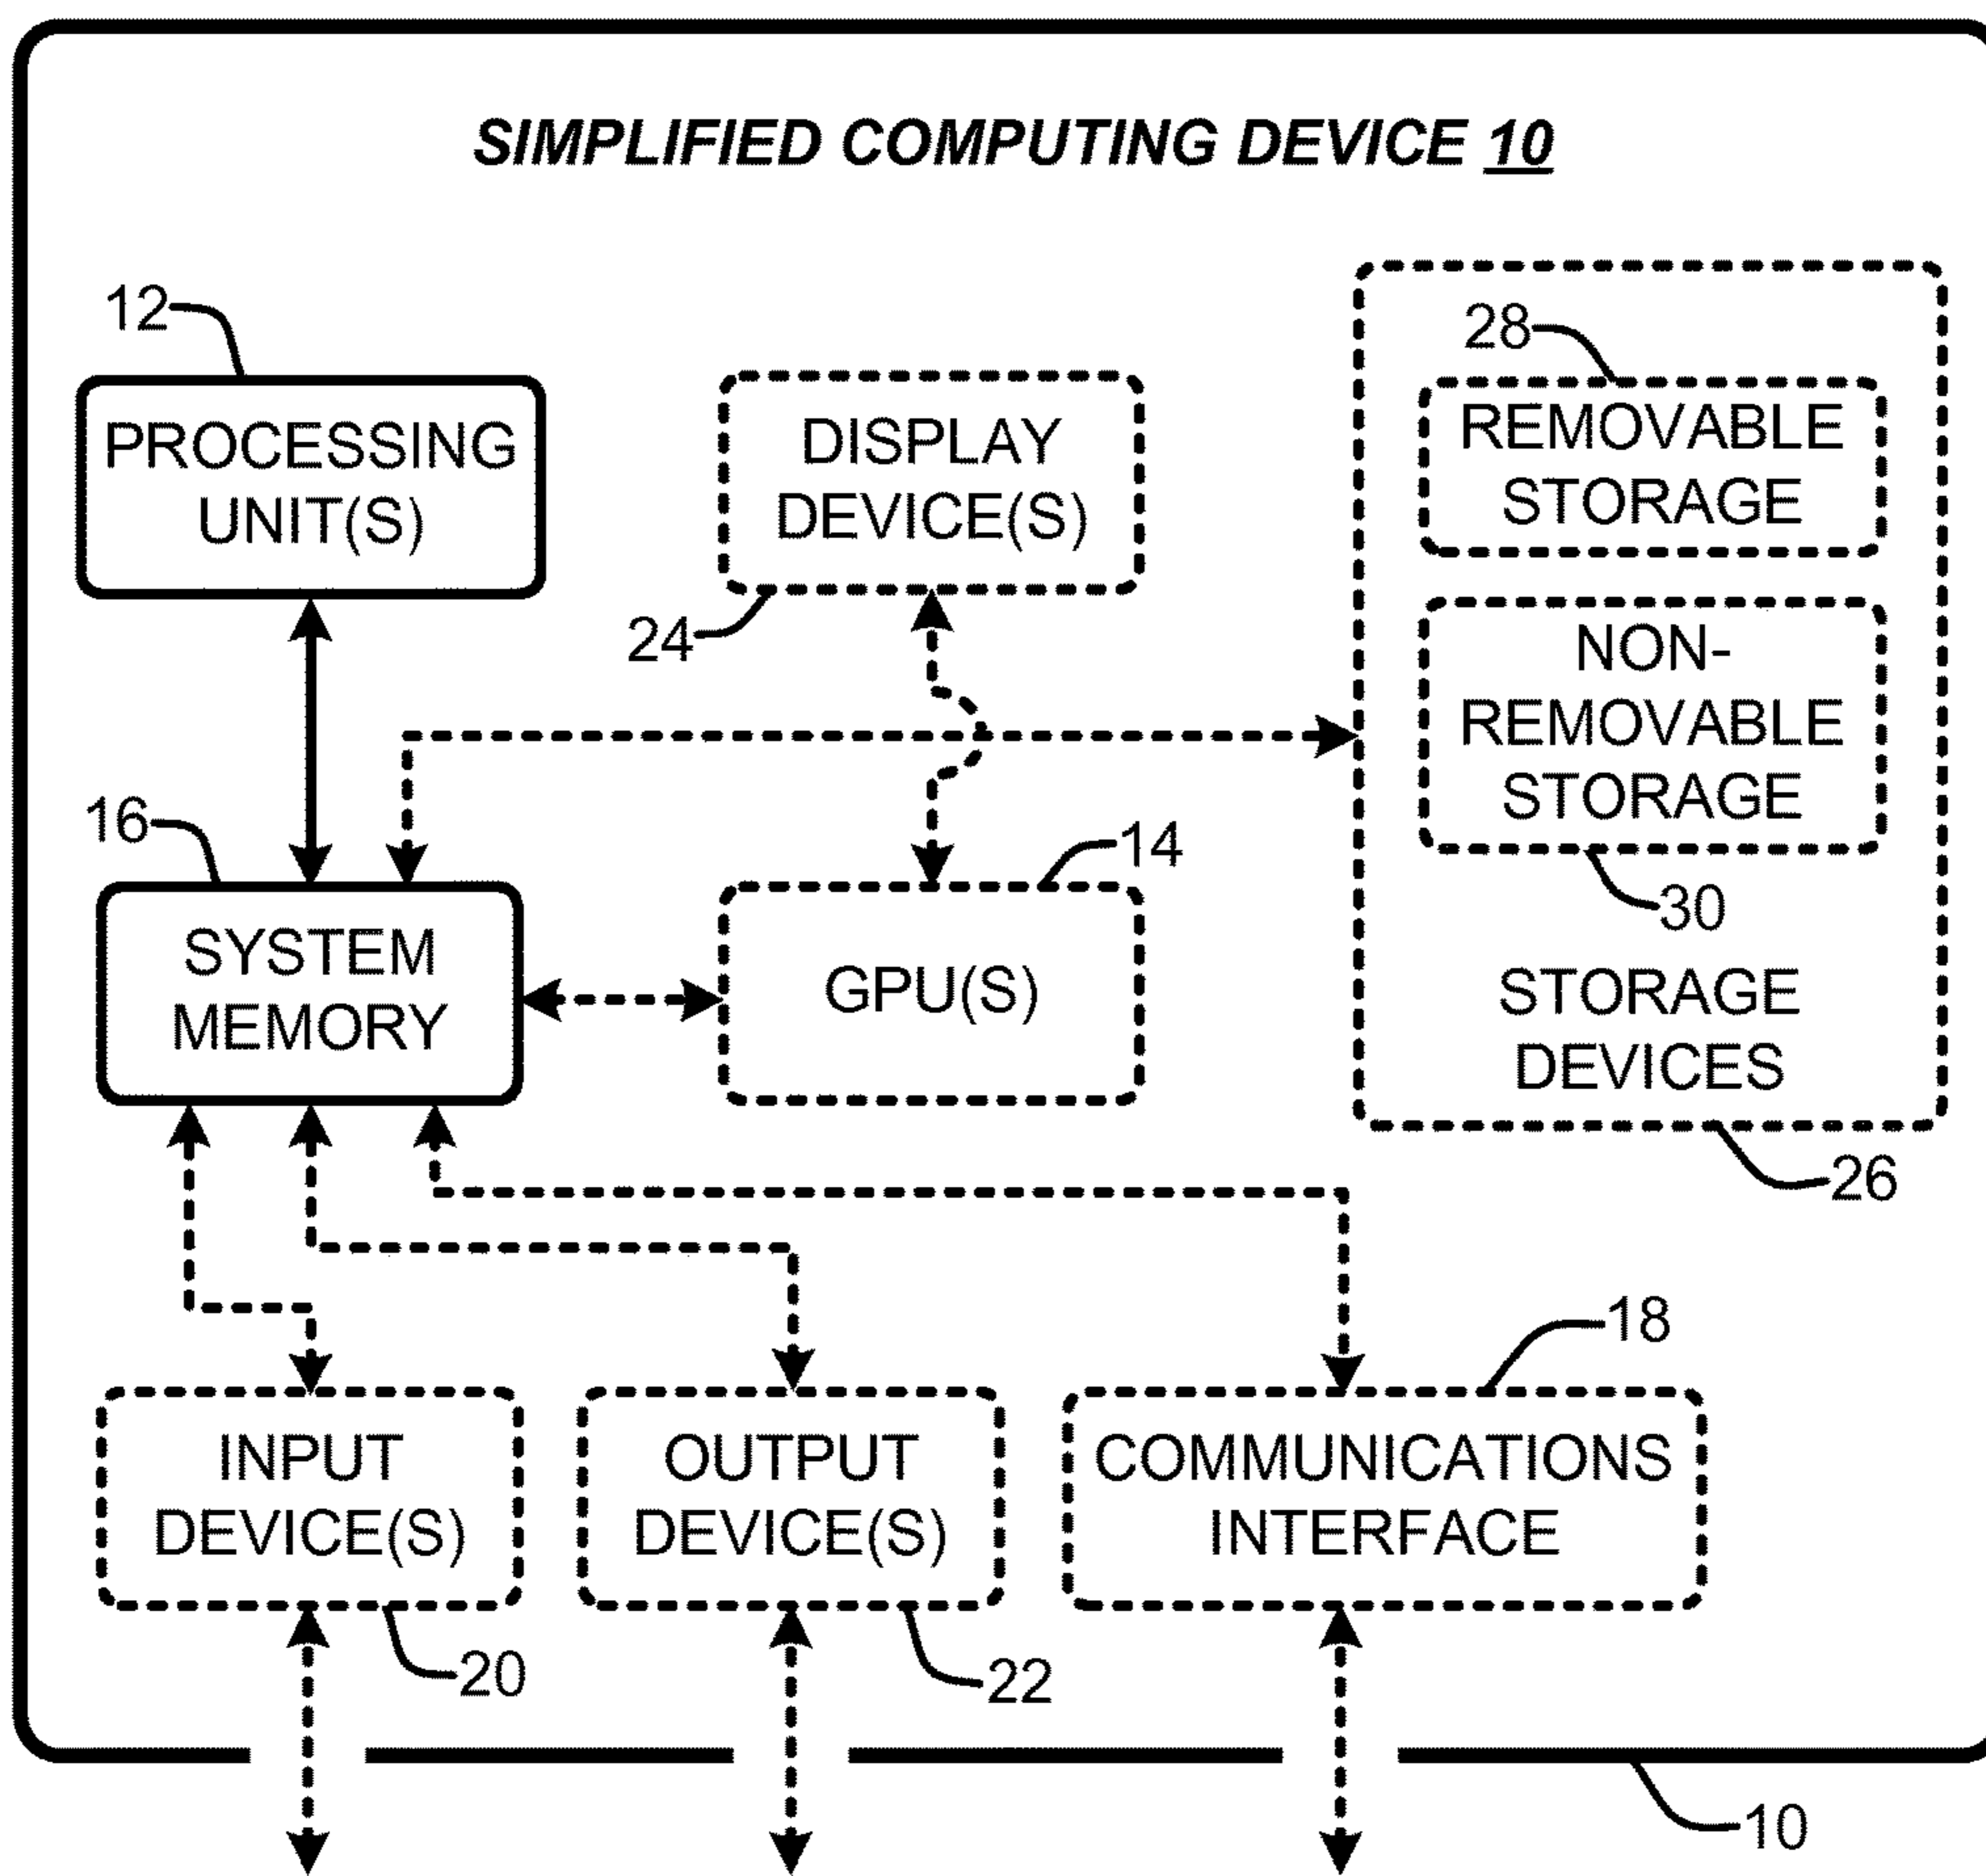 SIMPLIFIED COMPUTING DEVICE 10
12
PROCESSING
UNIT(S)
DISPLAY
DEVICE(S)
24
28
REMOVABLE
STORAGE
NON-
REMOVABLE
STORAGE
30
STORAGE
DEVICES
26
16
SYSTEM
MEMORY
14
GPU(S)
18
INPUT
DEVICE(S)
20
OUTPUT
DEVICE(S)
22
COMMUNICATIONS
INTERFACE
10